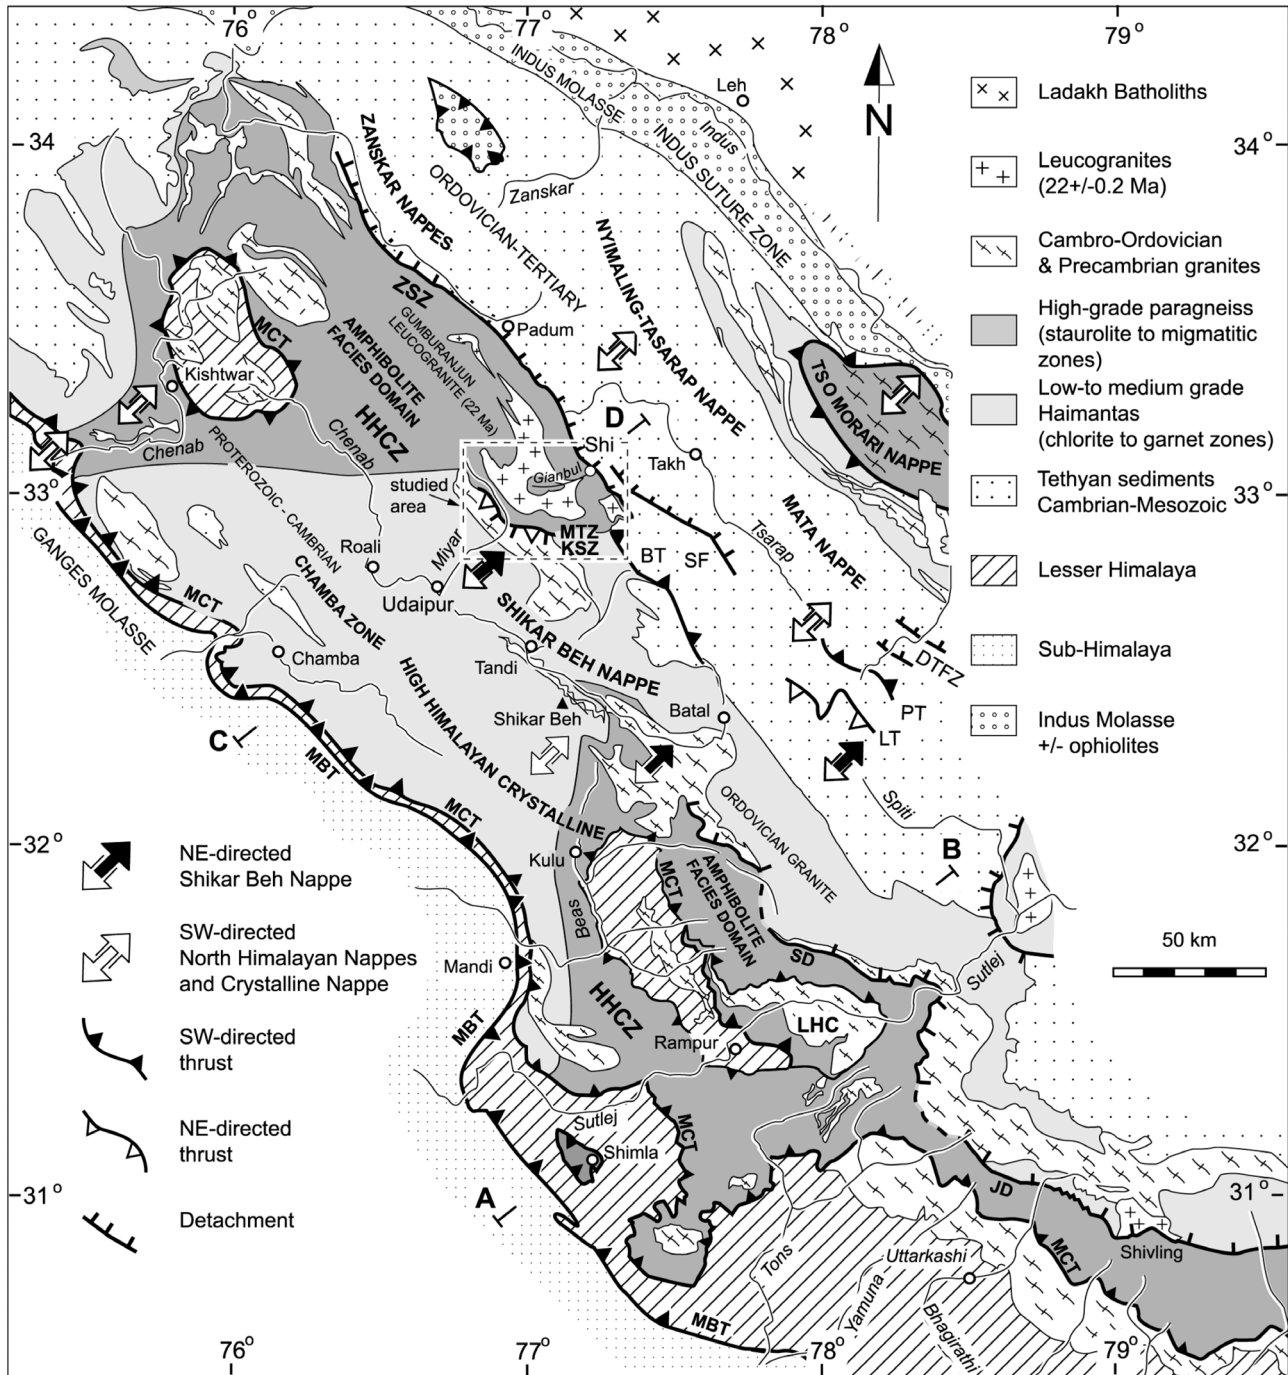 76
77°
78°
79°
34
34°
33
33°
32°
32°
31°
31°
76°
77°
78°
79°
INDUS MOLASSE
Leh
Indus
INDUS SUTURE ZONE
N
ZANSKAR NAPPES
ORDOVICIAN-TERTIARY
Zanskar
NYIMALING-TASARAP NAPPE
ZSZ
GUMBURANJUN
LEUCOGRANITE (22 Ma)
AMPHIBOLITE
FACIES DOMAIN
HHCZ
MCT
Padum
Kishtwar
Chenab
Chenab
D
Shi
Takh
Gianbul
studied
area
MTZ
KSZ
TSO MORARI NAPPE
MATA NAPPE
Tsarap
BT
SF
PROTEROZOIC - CAMBRIAN
Roali
Miyar
Udaipur
CHAMBA ZONE
GANGES MOLASSE
MCT
Chamba
SHIKAR BEH NAPPE
Tandi
Shikar Beh
Batal
DTFZ
PT
LT
HIGH HIMALAYAN CRYSTALLINE
C
MBT
MCT
ORDOVICIAN GRANITE
Spiti
B
Kulu
Beas
MCT
AMPHIBOLITE
FACIES DOMAIN
SD
Sutlej
Mandi
HHCZ
MBT
LHC
Rampur
Sutlej
MCT
Shimla
A
JD
MCT
Shivling
Uttarkashi
Tons
Yamuna
Bhagirathi
MBT
50 km
Ladakh Batholiths
Leucogranites
(22+/-0.2 Ma)
Cambro-Ordovician
& Precambrian granites
High-grade paragneiss
(staurolite to migmatitic
zones)
Low-to medium grade
Haimantas
(chlorite to garnet zones)
Tethyan sediments
Cambrian-Mesozoic
Lesser Himalaya
Sub-Himalaya
Indus Molasse
+/- ophiolites
NE-directed
Shikar Beh Nappe
SW-directed
North Himalayan Nappes
and Crystalline Nappe
SW-directed
thrust
NE-directed
thrust
Detachment